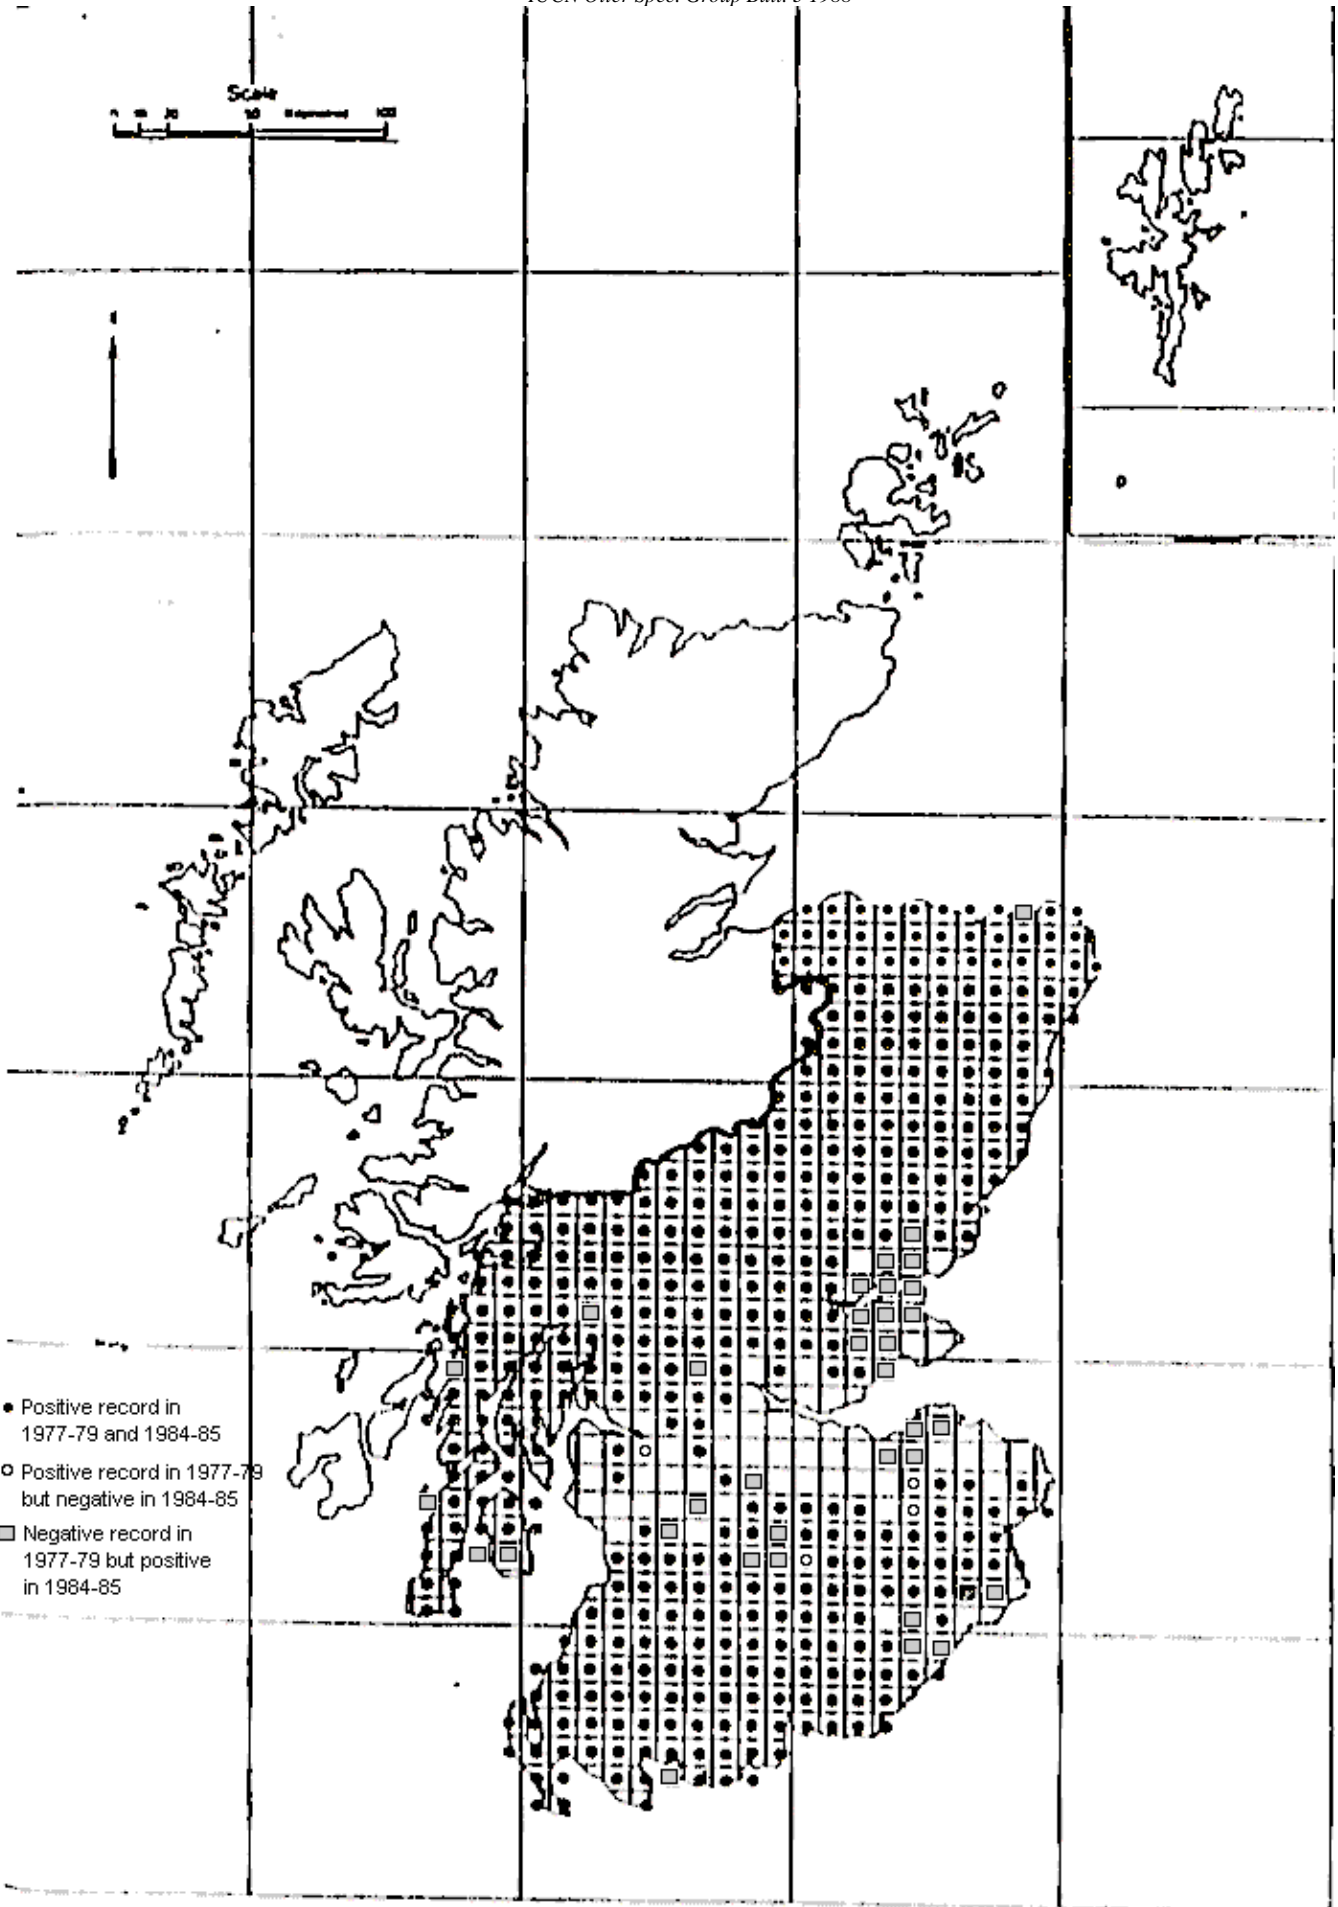 IUCN Otter Spec. Group Bull. 3 1988
Scale
100
Positive record in
1977-79 and 1984-85
Positive record in 1977-79
but negative in 1984-85
Negative record in
1977-79 but positive
in 1984-85